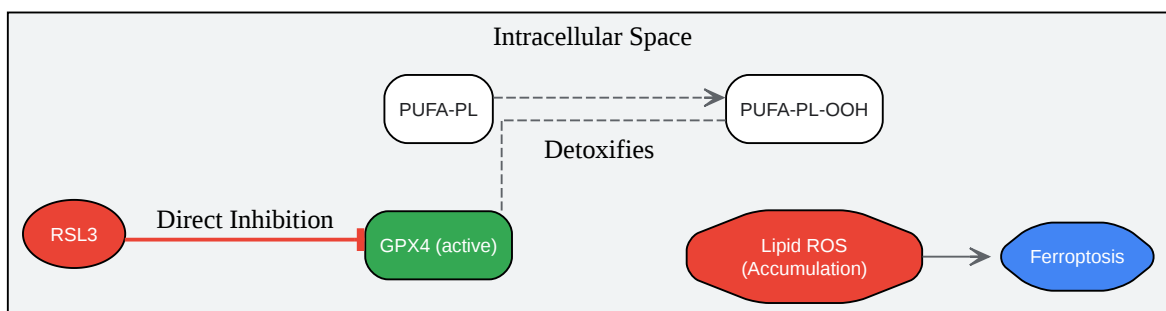 Intracellular Space
PUFA-PL
PUFA-PL-OOH
Detoxifies
RSL3
Direct Inhibition
GPX4 (active)
Lipid ROS
(Accumulation)
Ferroptosis